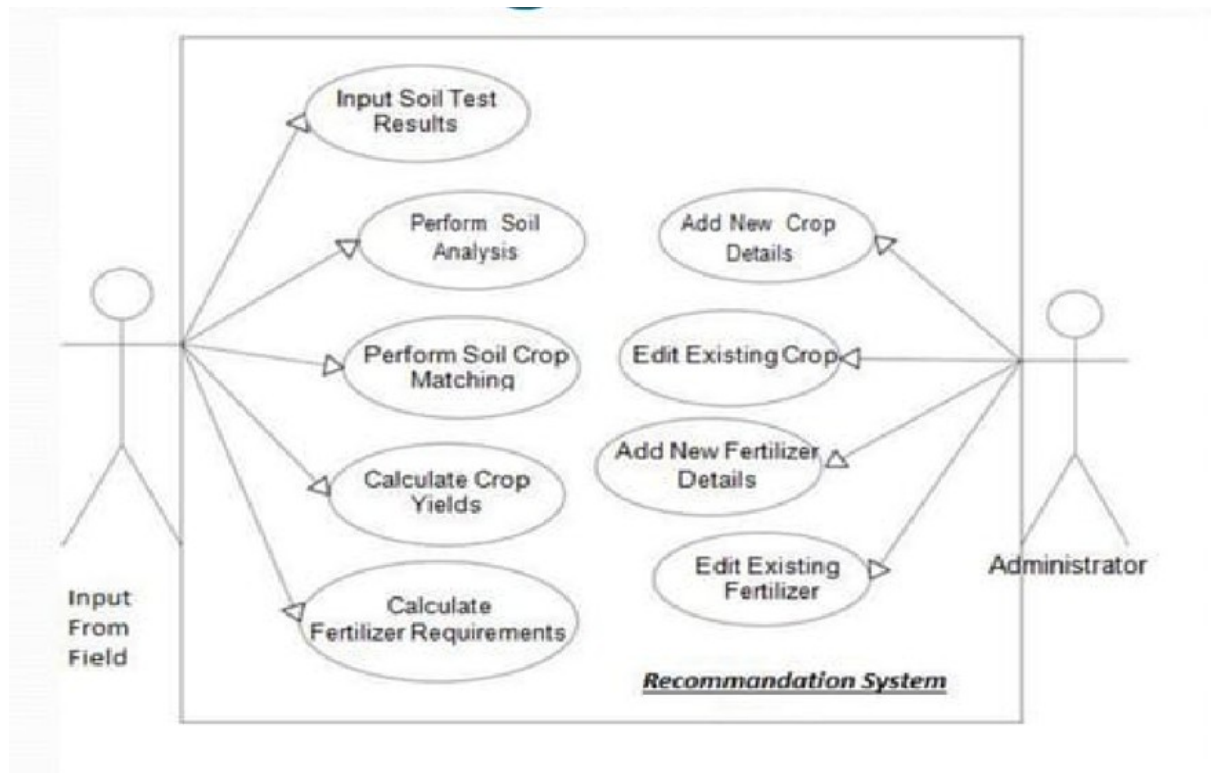 Input Soil Test
Results
Perform Soil
Analysis
Perform Soil Crop
Matching
Calculate Crop
Yields
Calculate
Fertilizer Requirements
Add New Crop
Details
Edit Existing Crop
Add New Fertilizer
Details
Edit Existing
Fertilizer
Input
From
Field
Administrator
Recommandation System